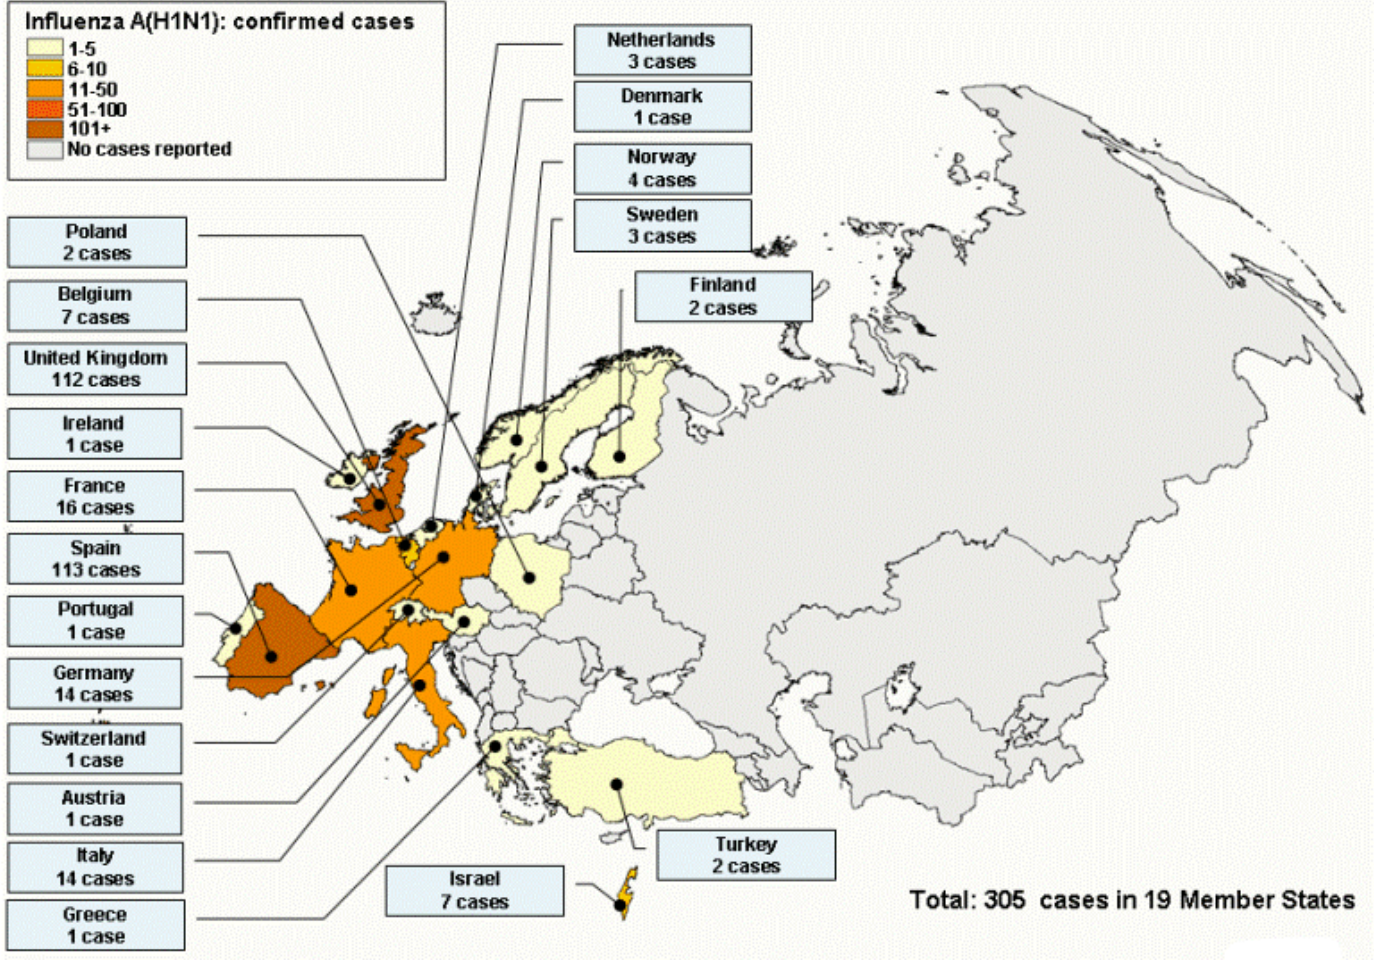 Influenza A(H1N1): confirmed cases
1-5
6-10
11-50
51-100
101+
No cases reported
Netherlands
3 cases
Denmark
1 case
Norway
4 cases
Sweden
3 cases
Finland
2 cases
Poland
2 cases
Belgium
7 cases
United Kingdom
112 cases
Ireland
1 case
France
16 cases
Spain
113 cases
Portugal
1 case
Germany
14 cases
Switzerland
1 case
Austria
1 case
Italy
14 cases
Greece
1 case
Israel
7 cases
Turkey
2 cases
Total: 305 cases in 19 Member States